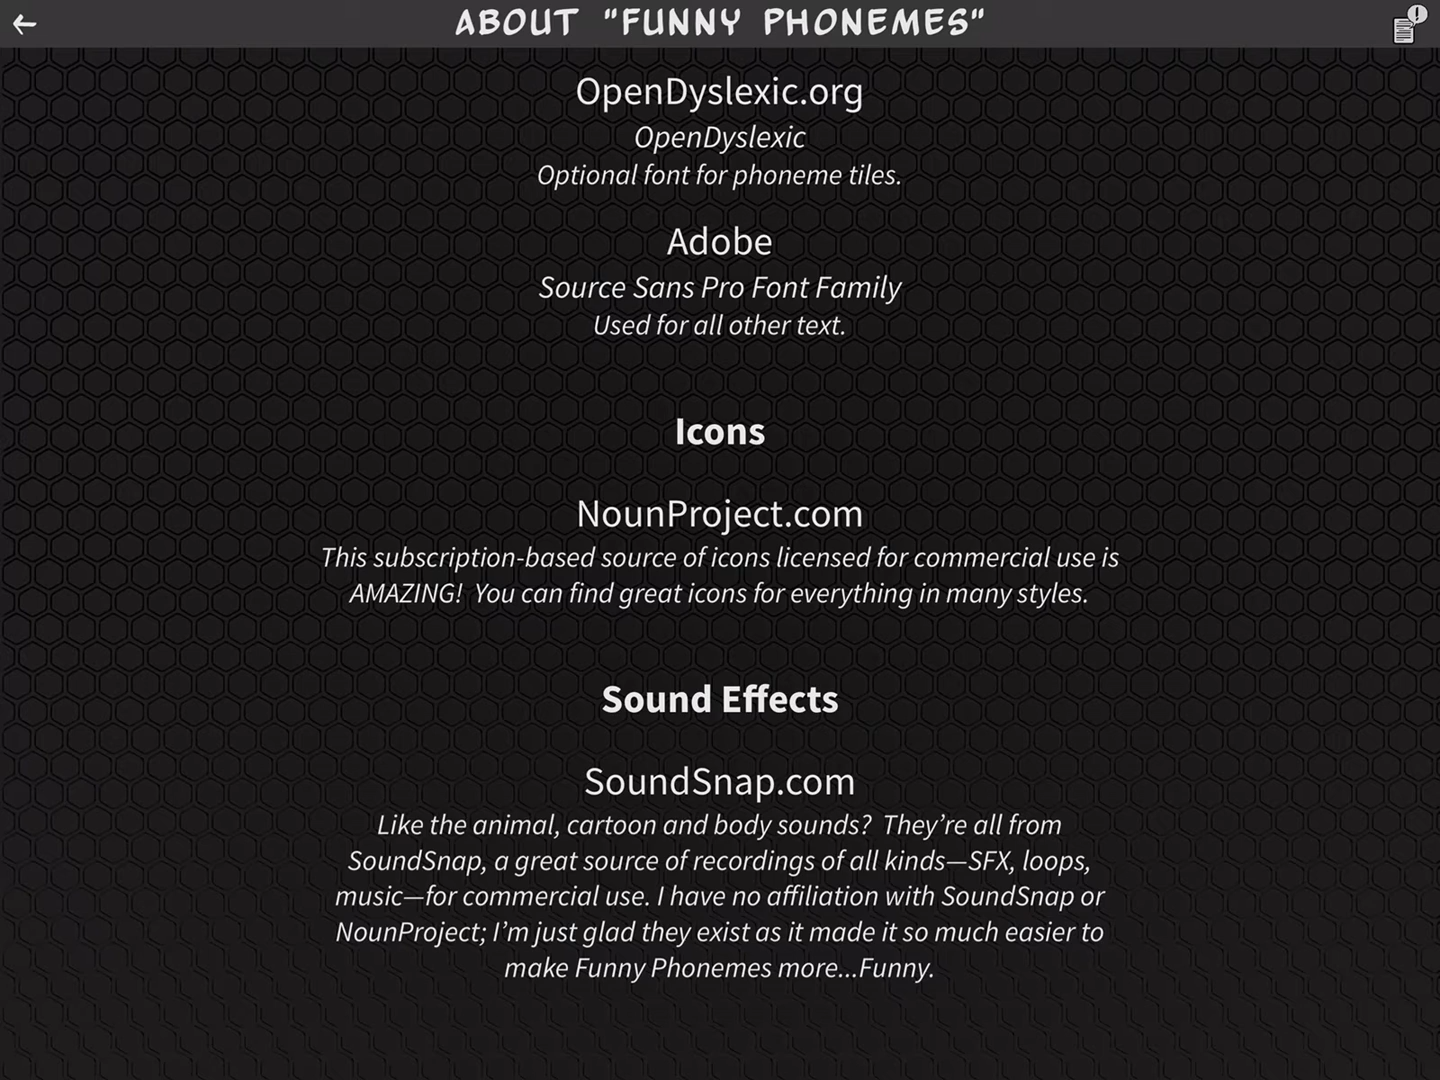 ABOUT "FUNNY PHONEMES"
OpenDyslexic.org
OpenDyslexic
Optional font for phoneme tiles.
Adobe
Source Sans Pro Font Family
Used for all other text.
Icons
NounProject.com
This subscription-based source of icons licensed for commercial use is
AMAZING!  You can find great icons for everything in many styles.
Sound Effects
SoundSnap.com
Like the animal, cartoon and body sounds?  They’re all from
SoundSnap, a great source of recordings of all kinds—SFX, loops,
music—for commercial use. I have no affiliation with SoundSnap or
NounProject; I’m just glad they exist as it made it so much easier to
make Funny Phonemes more...Funny.